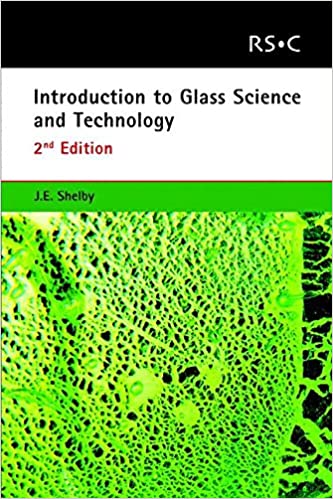 RS•C
Introduction to Glass Science
and Technology
2nd Edition
J.E. Shelby